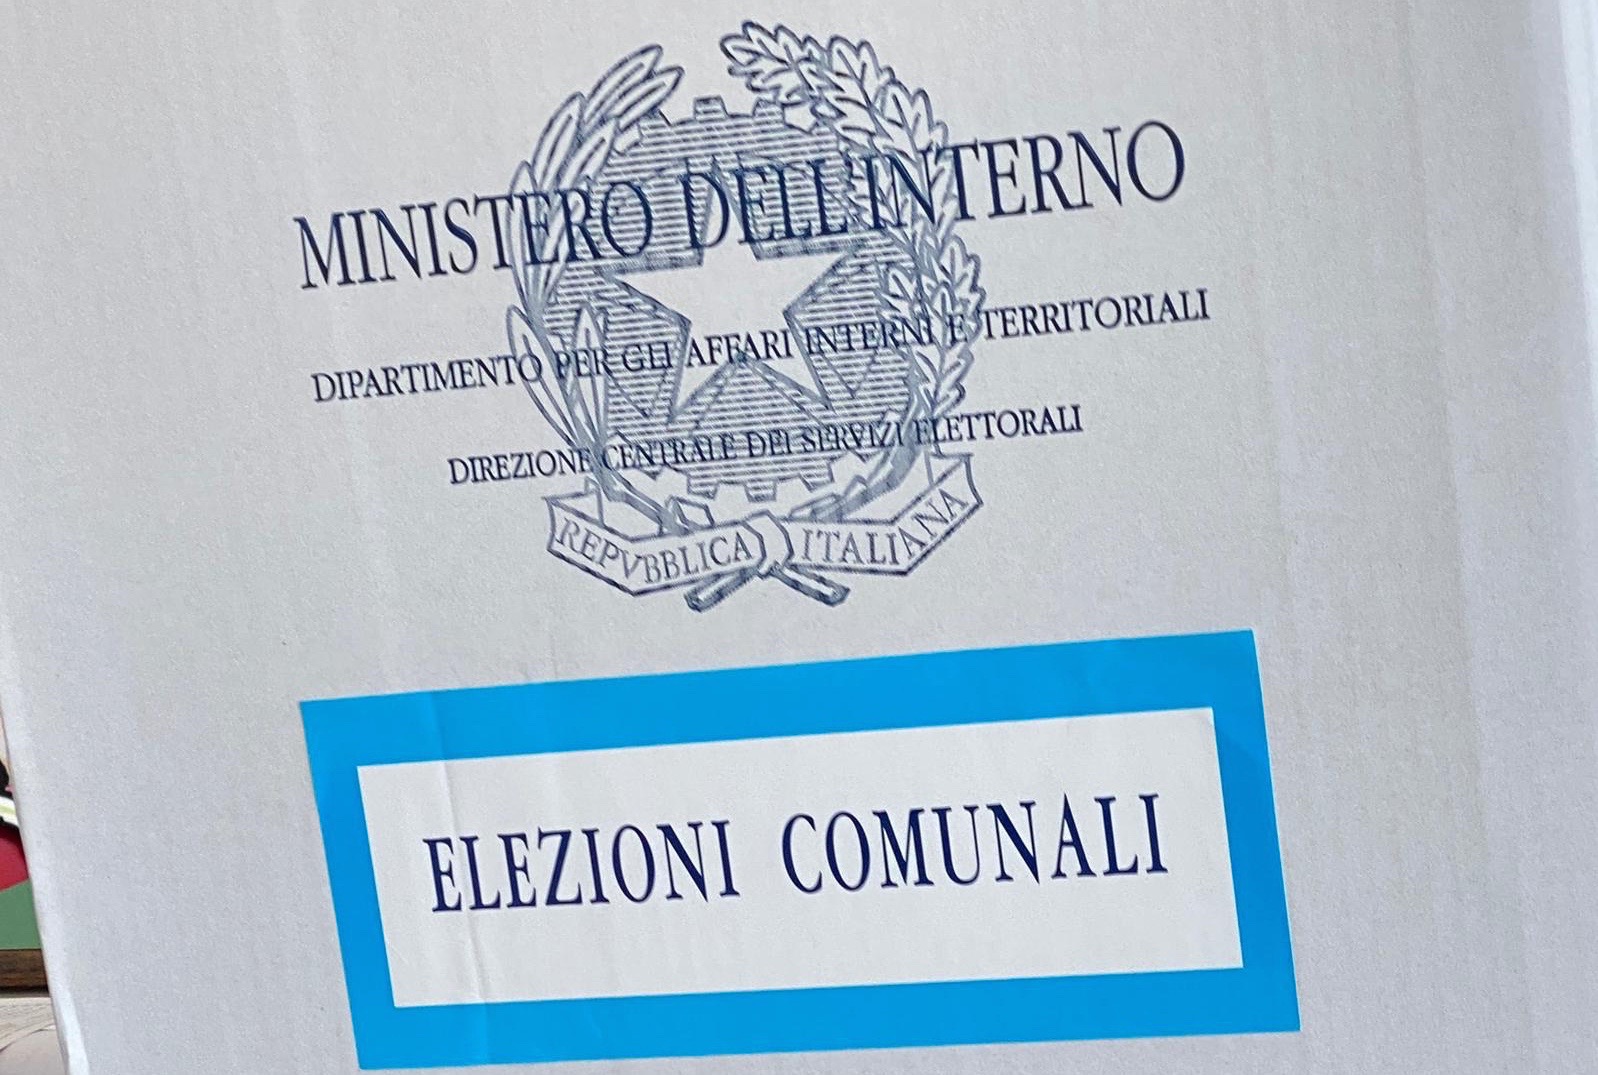 MINISTERO DELL'INTERNO
DIPARTIMENTO PER GLI AFFARI INTERNI E TERRITORIALI
DIREZIONE CENTRALE DEI SERVIZI ELETTORALI
REPVBBLICA ITALIANA
ELEZIONI COMUNALI